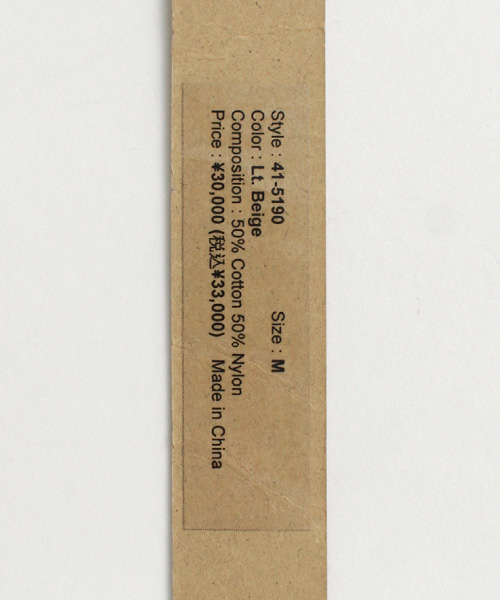 Style : 41-5190 Size : M
Color : Lt. Beige
Composition : 50% Cotton 50% Nylon
Price : ¥30,000 (税込¥33,000) Made in China